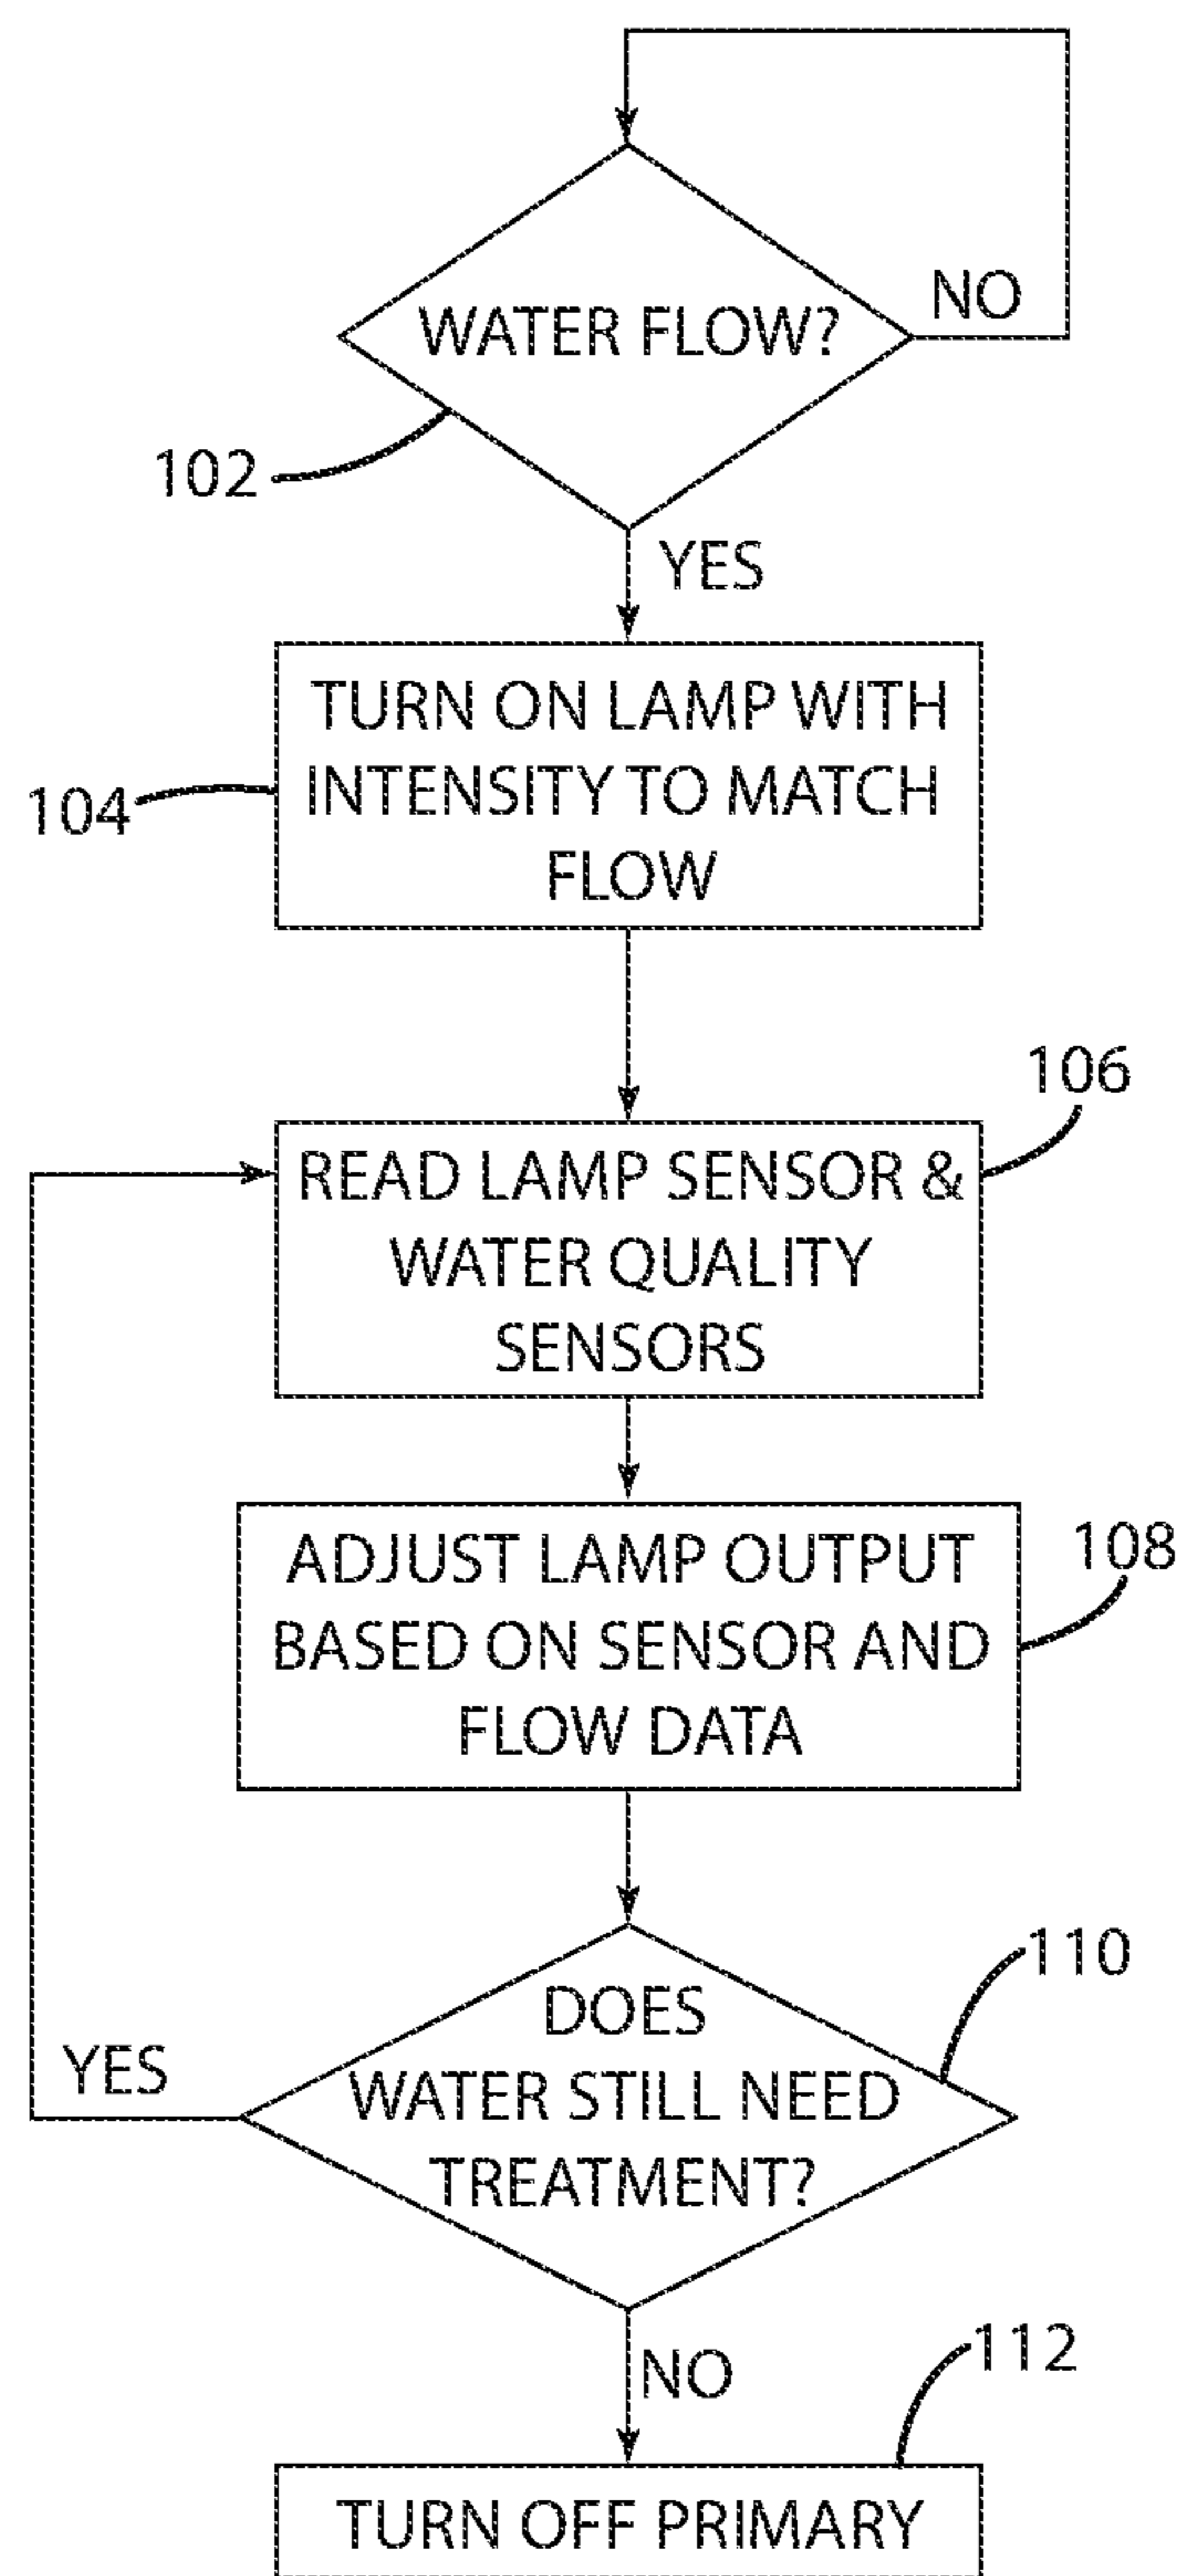 WATER FLOW?
NO
102
YES
TURN ON LAMP WITH
INTENSITY TO MATCH
FLOW
104
106
READ LAMP SENSOR &
WATER QUALITY
SENSORS
108
ADJUST LAMP OUTPUT
BASED ON SENSOR AND
FLOW DATA
110
DOES
WATER STILL NEED
TREATMENT?
YES
NO
112
TURN OFF PRIMARY